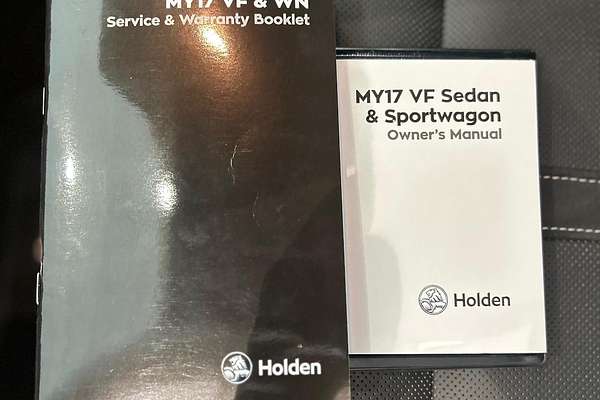 MY17 VF & WN
Service & Warranty Booklet
Holden
MY17 VF Sedan
& Sportwagon
Owner's Manual
Holden